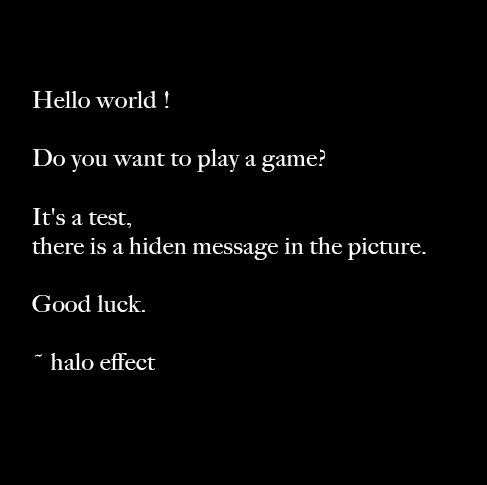 Hello world !
Do you want to play a game?
It's a test,
there is a hiden message in the picture.
Good luck.
~ halo effect